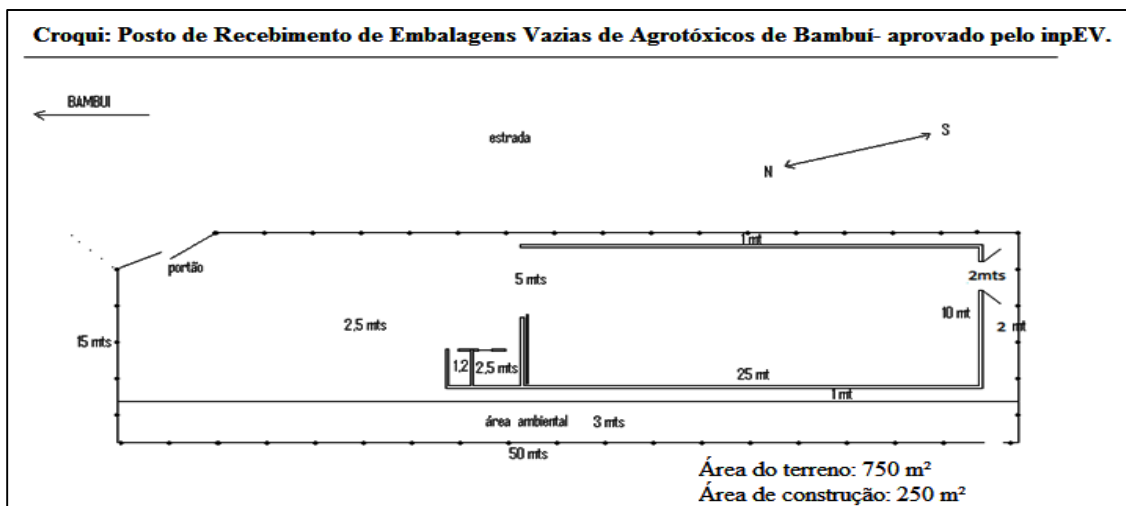 Croqui: Posto de Recebimento de Embalagens Vazias de Agrotóxicos de Bambuí- aprovado pelo inpEV.
BAMBUI
estrada
S
N
1 mt
portão
5 mts
2mts
10 mt
2 mt
2,5 mts
15 mts
1,2
2,5 mts
25 mt
1 mt
área ambiental 3 mts
50 mts
Área do terreno: 750 m²
Área de construção: 250 m²